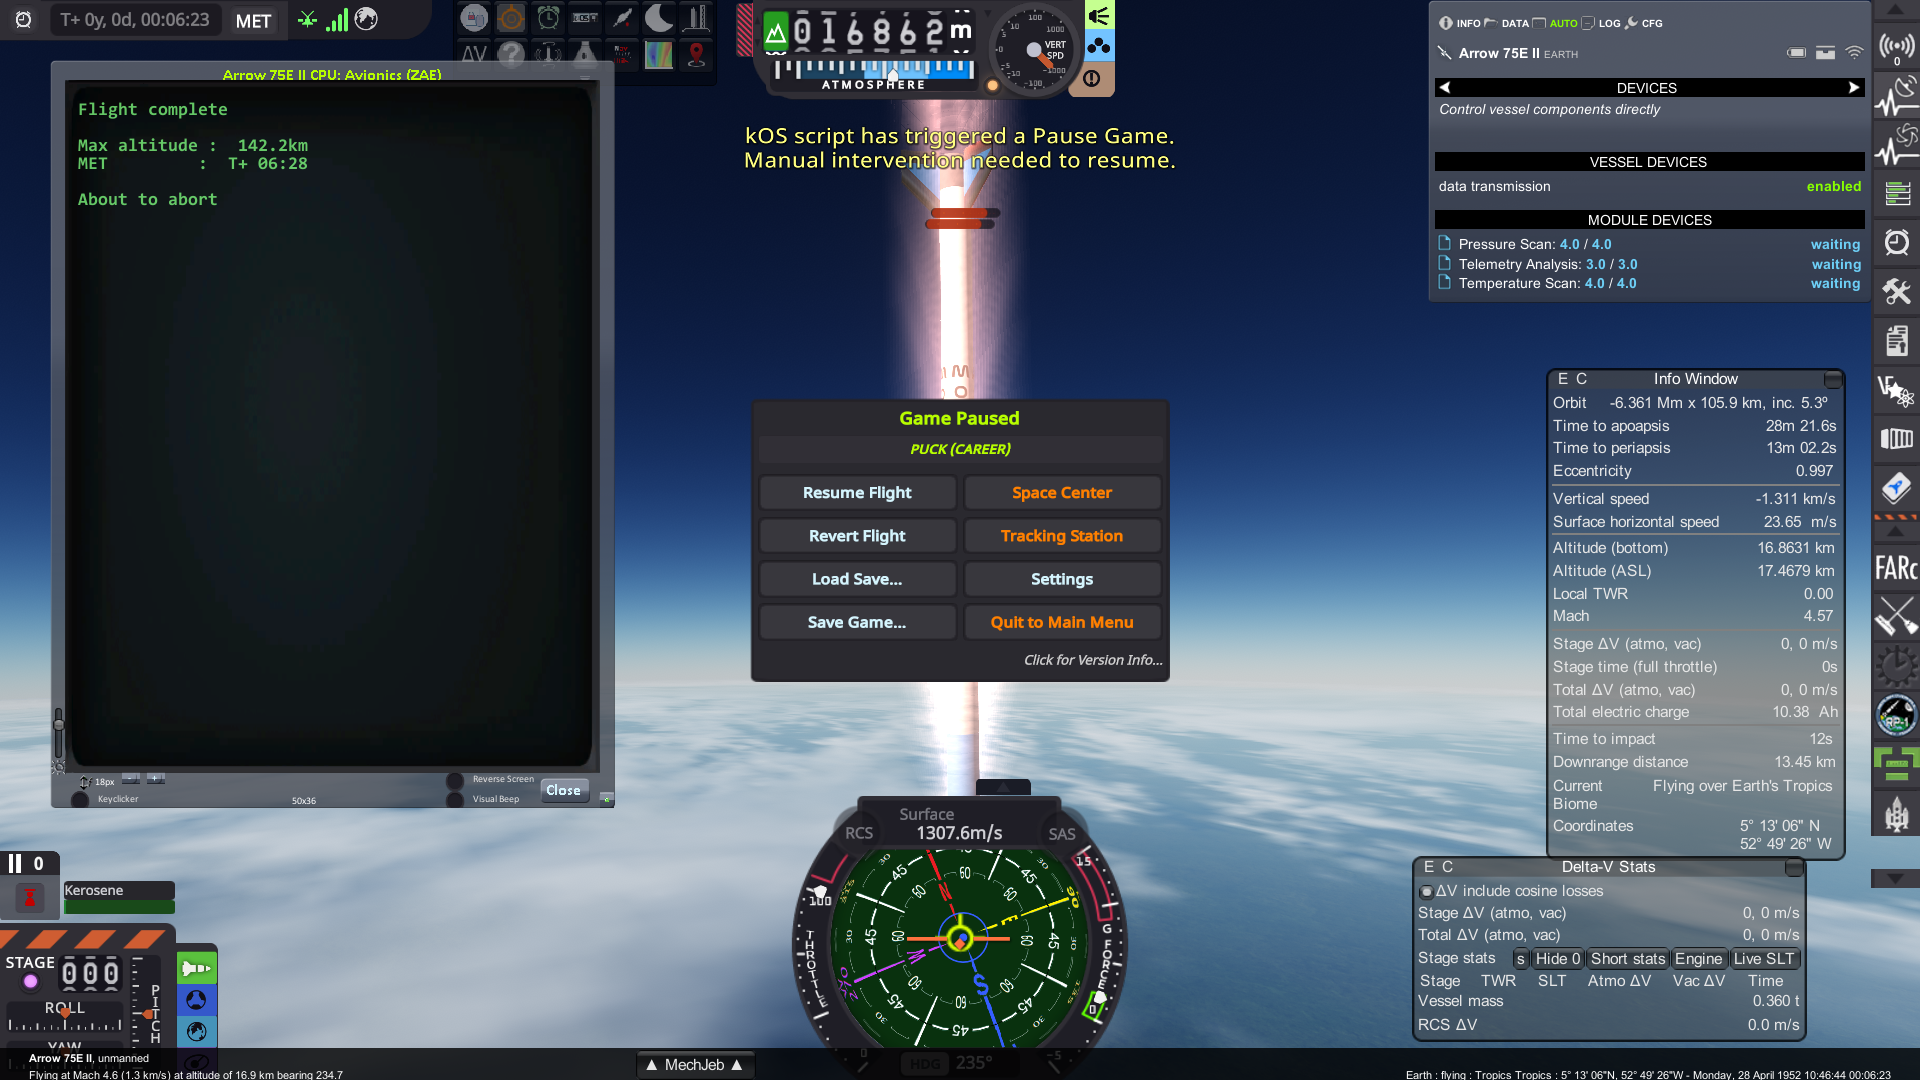 T+ 0y, 0d, 00:06:23 MET
ΔV
016862 m
ATMOSPHERE
VERT SPD
kOS script has triggered a Pause Game.
Manual intervention needed to resume.
Arrow 75E II CPU: Avionics (ZAE)
Flight complete
Max altitude : 142.2km
MET : T+ 06:28
About to abort
18px
Keyclicker
50x36
Reverse Screen
Visual Beep
Close
Game Paused
PUCK (CAREER)
Resume Flight
Space Center
Revert Flight
Tracking Station
Load Save...
Settings
Save Game...
Quit to Main Menu
Click for Version Info...
INFO DATA AUTO LOG CFG
Arrow 75E II EARTH
DEVICES
Control vessel components directly
VESSEL DEVICES
data transmission enabled
MODULE DEVICES
Pressure Scan: 4.0 / 4.0 waiting
Telemetry Analysis: 3.0 / 3.0 waiting
Temperature Scan: 4.0 / 4.0 waiting
0
FARc
RP-1
E C Info Window
Orbit -6.361 Mm x 105.9 km, inc. 5.3º
Time to apoapsis 28m 21.6s
Time to periapsis 13m 02.2s
Eccentricity 0.997
Vertical speed -1.311 km/s
Surface horizontal speed 23.65 m/s
Altitude (bottom) 16.8631 km
Altitude (ASL) 17.4679 km
Local TWR 0.00
Mach 4.57
Stage ΔV (atmo, vac) 0, 0 m/s
Stage time (full throttle) 0s
Total ΔV (atmo, vac) 0, 0 m/s
Total electric charge 10.38 Ah
Time to impact 12s
Downrange distance 13.45 km
Current Biome Flying over Earth's Tropics
Coordinates 5° 13' 06" N
52° 49' 26" W
E C Delta-V Stats
ΔV include cosine losses
Stage ΔV (atmo, vac) 0, 0 m/s
Total ΔV (atmo, vac) 0, 0 m/s
Stage stats s Hide 0 Short stats Engine Live SLT
Stage TWR SLT Atmo ΔV Vac ΔV Time
Vessel mass 0.360 t
RCS ΔV 0.0 m/s
Surface
RCS 1307.6m/s SAS
THROTTLE
G FORCE
HDG 235°
0
Kerosene
STAGE 000
ROLL
PITCH
YAW
Arrow 75E II, unmanned
Flying at Mach 4.6 (1.3 km/s) at altitude of 16.9 km bearing 234.7
▲ MechJeb ▲
Earth : flying : Tropics Tropics : 5° 13' 06"N, 52° 49' 26"W - Monday, 28 April 1952 10:46:44 00:06:23